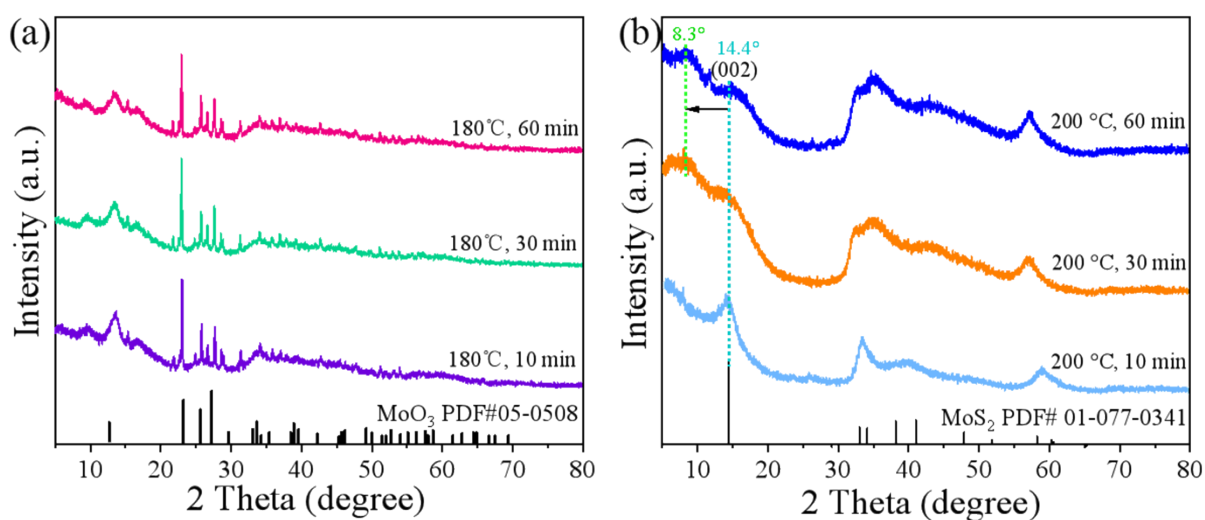 (a)
Intensity (a.u.)
180℃, 60 min
180℃, 30 min
180℃, 10 min
MoO3 PDF#05-0508
10 20 30 40 50 60 70 80
2 Theta (degree)
(b)
Intensity (a.u.)
8.3°
14.4°
(002)
200 °C, 60 min
200 °C, 30 min
200 °C, 10 min
MoS2 PDF# 01-077-0341
10 20 30 40 50 60 70 80
2 Theta (degree)